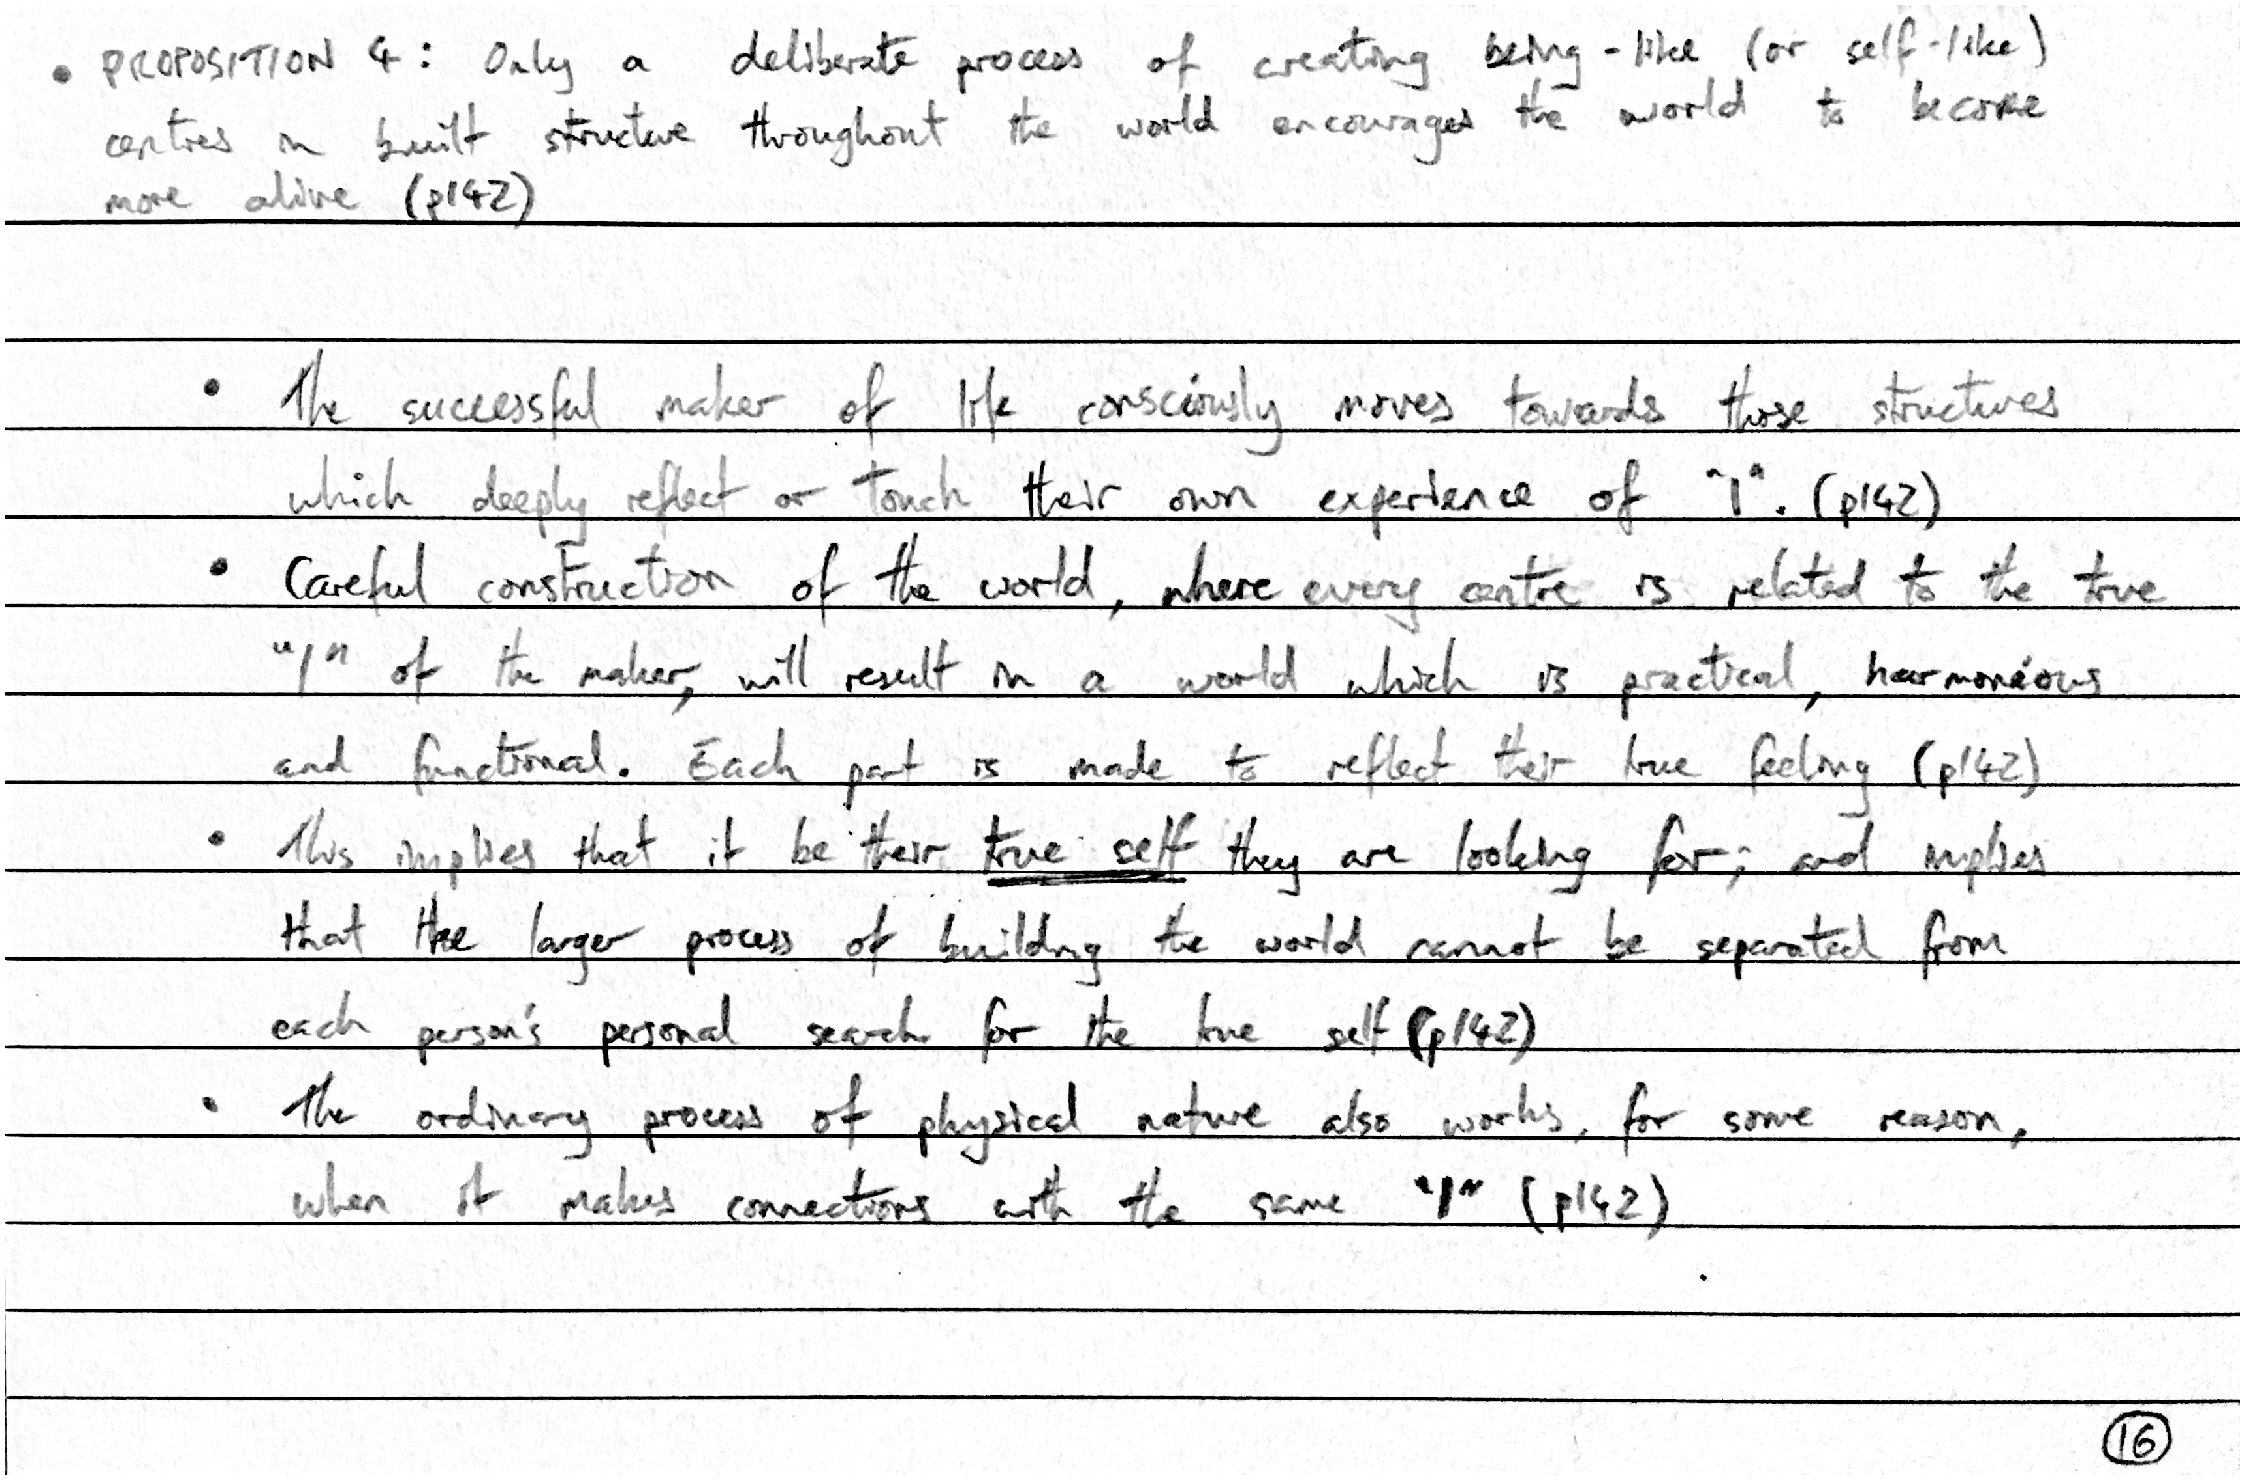 • PROPOSITION 4: Only a deliberate process of creating being-like (or self-like)
centres in built structure throughout the world encourages the world to become
more alive (p142)
• The successful maker of life consciously moves towards those structures
which deeply reflect or touch their own experience of "I". (p142)
• Careful construction of the world, where every centre is related to the true
"I" of the maker, will result in a world which is practical, harmonious
and functional. Each part is made to reflect their true feeling (p142)
• This implies that it be their true self they are looking for; and implies
that the larger process of building the world cannot be separated from
each person's personal search for the true self (p142)
• The ordinary process of physical nature also works, for some reason,
when it makes connections with the same "I" (p142)
16